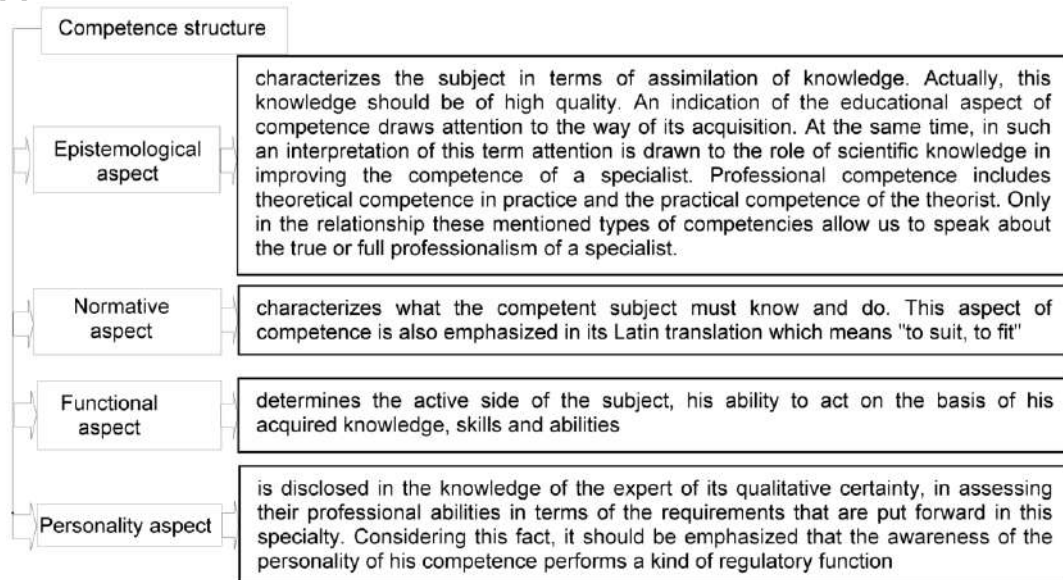 Competence structure
Epistemological
aspect
characterizes the subject in terms of assimilation of knowledge. Actually, this
knowledge should be of high quality. An indication of the educational aspect of
competence draws attention to the way of its acquisition. At the same time, in such
an interpretation of this term attention is drawn to the role of scientific knowledge in
improving the competence of a specialist. Professional competence includes
theoretical competence in practice and the practical competence of the theorist. Only
in the relationship these mentioned types of competencies allow us to speak about
the true or full professionalism of a specialist.
Normative
aspect
characterizes what the competent subject must know and do. This aspect of
competence is also emphasized in its Latin translation which means "to suit, to fit"
Functional
aspect
determines the active side of the subject, his ability to act on the basis of his
acquired knowledge, skills and abilities
Personality aspect
is disclosed in the knowledge of the expert of its qualitative certainty, in assessing
their professional abilities in terms of the requirements that are put forward in this
specialty. Considering this fact, it should be emphasized that the awareness of the
personality of his competence performs a kind of regulatory function